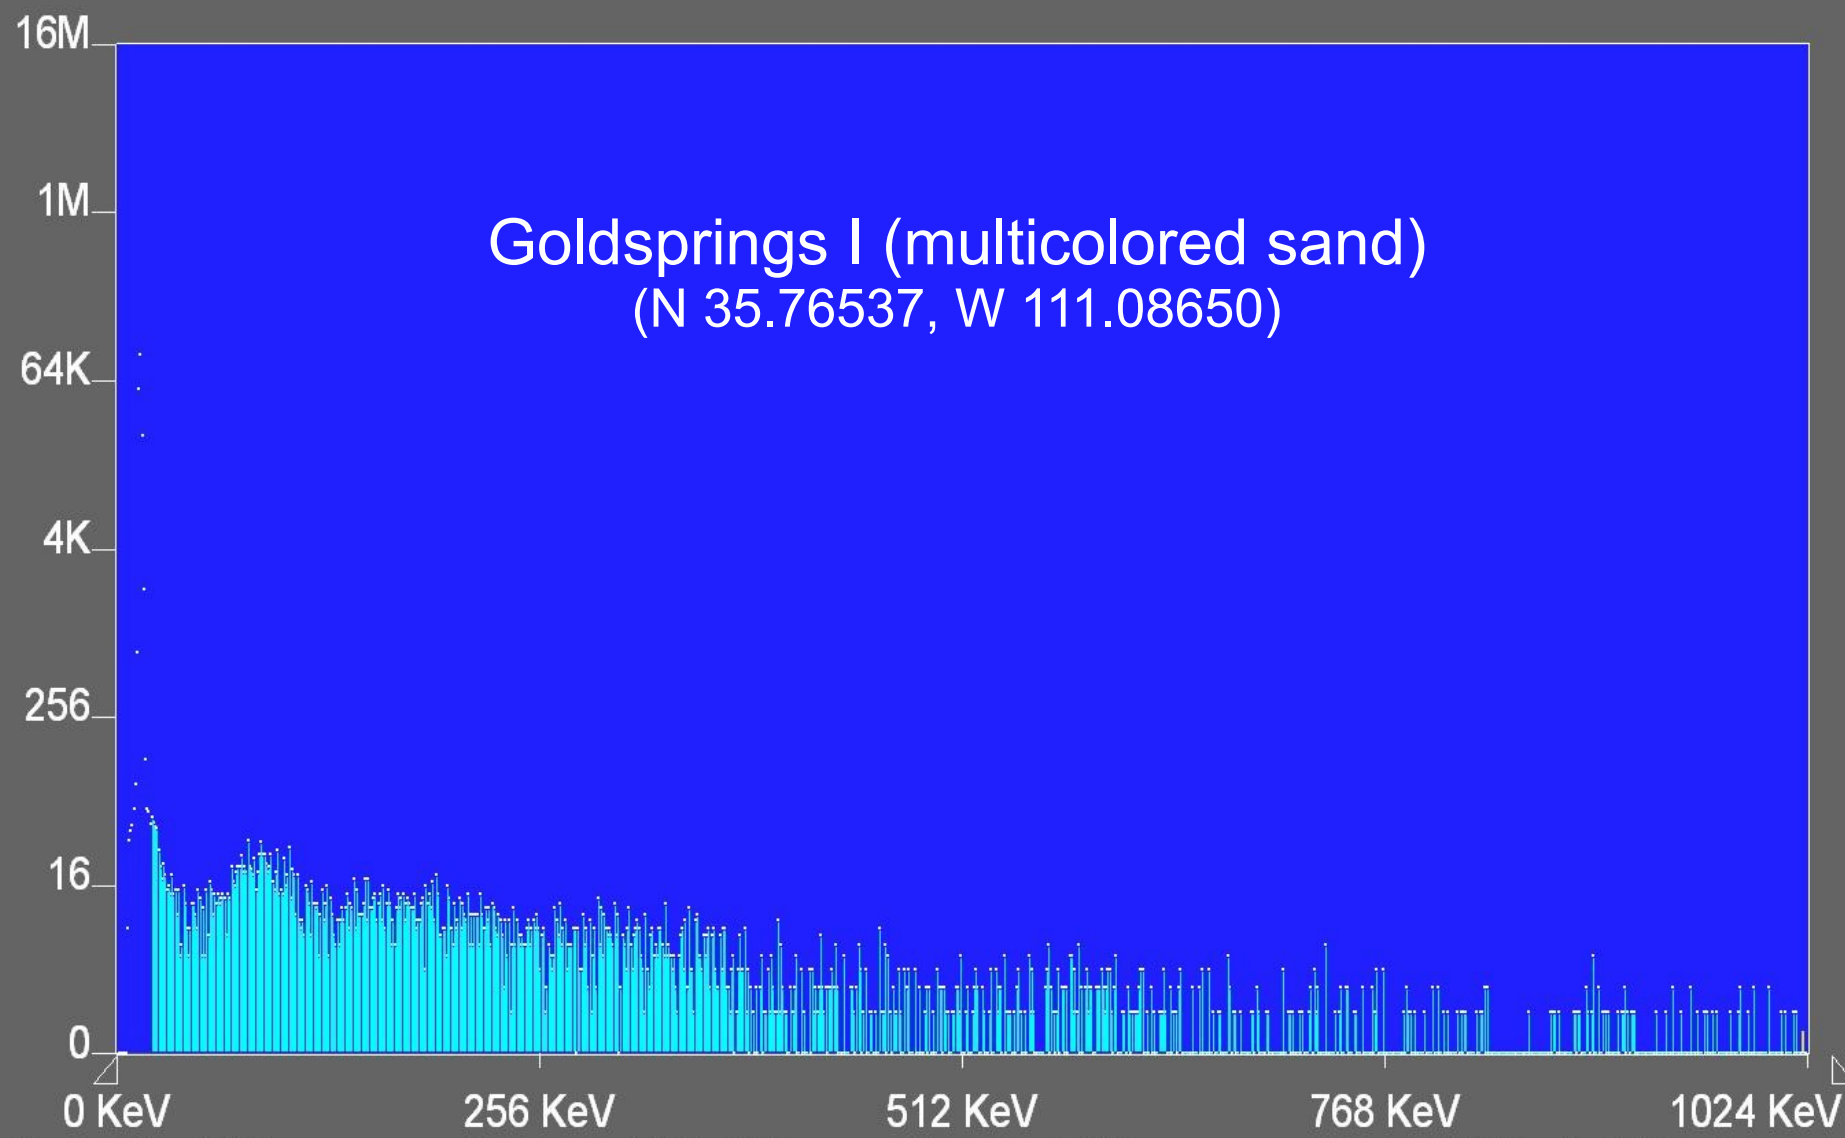 16M
1M
64K
4K
256
16
0
Goldsprings I (multicolored sand)
(N 35.76537, W 111.08650)
0 KeV 256 KeV 512 KeV 768 KeV 1024 KeV